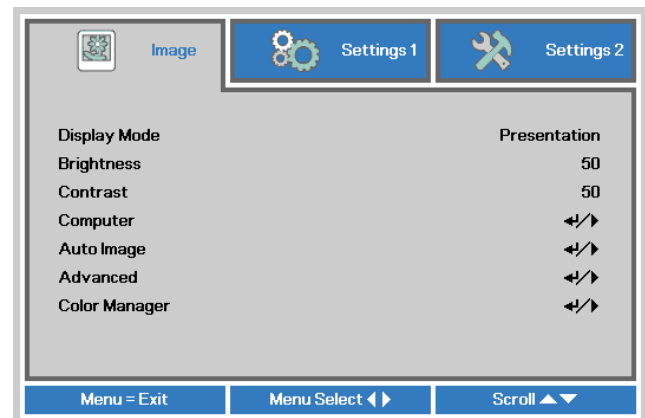 Image Settings 1 Settings 2
Display Mode Presentation
Brightness 50
Contrast 50
Computer
Auto Image
Advanced
Color Manager
Menu = Exit Menu Select ◀ ▶ Scroll ▲▼